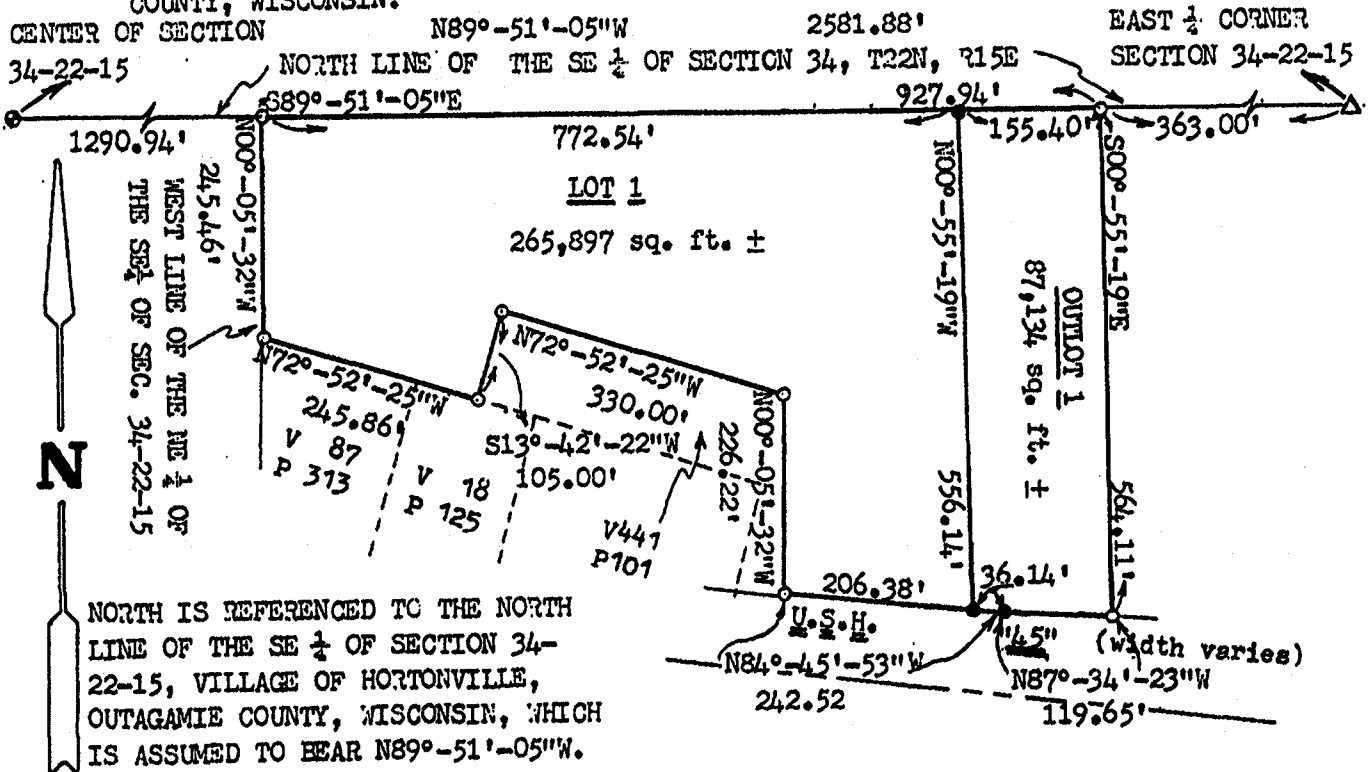 COUNTY, WISCONSIN.
CENTER OF SECTION
34-22-15
N89°-51'-05"W 2581.88'
EAST ¼ CORNER
SECTION 34-22-15
NORTH LINE OF THE SE ¼ OF SECTION 34, T22N, R15E
S89°-51'-05"E
927.94'
1290.94'
772.54'
155.40'
363.00'
LOT 1
265,897 sq. ft. ±
N00°-05'-32"W
245.46'
WEST LINE OF THE NE ¼ OF
THE SE¼ OF SEC. 34-22-15
N00°-55'-19"W
556.14'
OUTLOT 1
87,134 sq. ft. ±
S00°-55'-19"E
564.11'
N72°-52'-25"W
245.86'
V 87
P 313
V 18
P 125
N72°-52'-25"W
330.00'
S13°-42'-22"W
105.00'
V441
P101
N00°-05'-32"W
226.22'
206.38'
36.14'
U.S.H.
"45"
(width varies)
N84°-45'-53"W
242.52
N87°-34'-23"W
119.65'
N
NORTH IS REFERENCED TO THE NORTH
LINE OF THE SE ¼ OF SECTION 34-
22-15, VILLAGE OF HORTONVILLE,
OUTAGAMIE COUNTY, WISCONSIN, WHICH
IS ASSUMED TO BEAR N89°-51'-05"W.